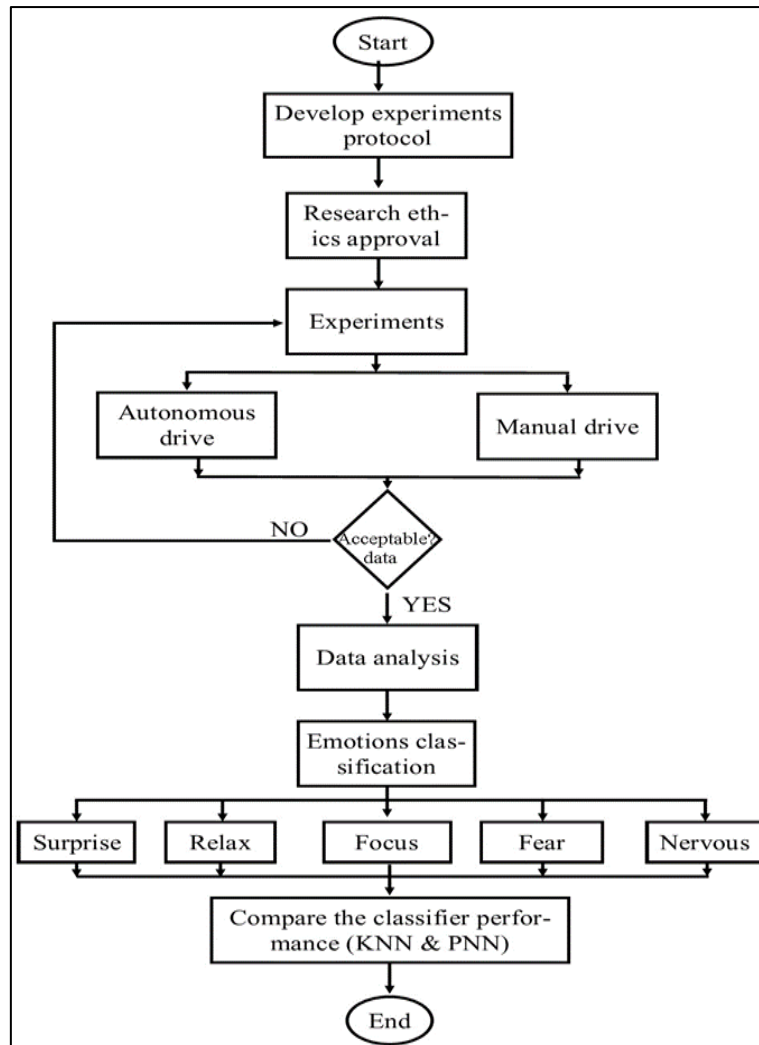 Start
Develop experiments
protocol
Research eth-
ics approval
Experiments
Autonomous
drive
Manual drive
NO
Acceptable?
data
YES
Data analysis
Emotions clas-
sification
Surprise
Relax
Focus
Fear
Nervous
Compare the classifier perfor-
mance (KNN & PNN)
End